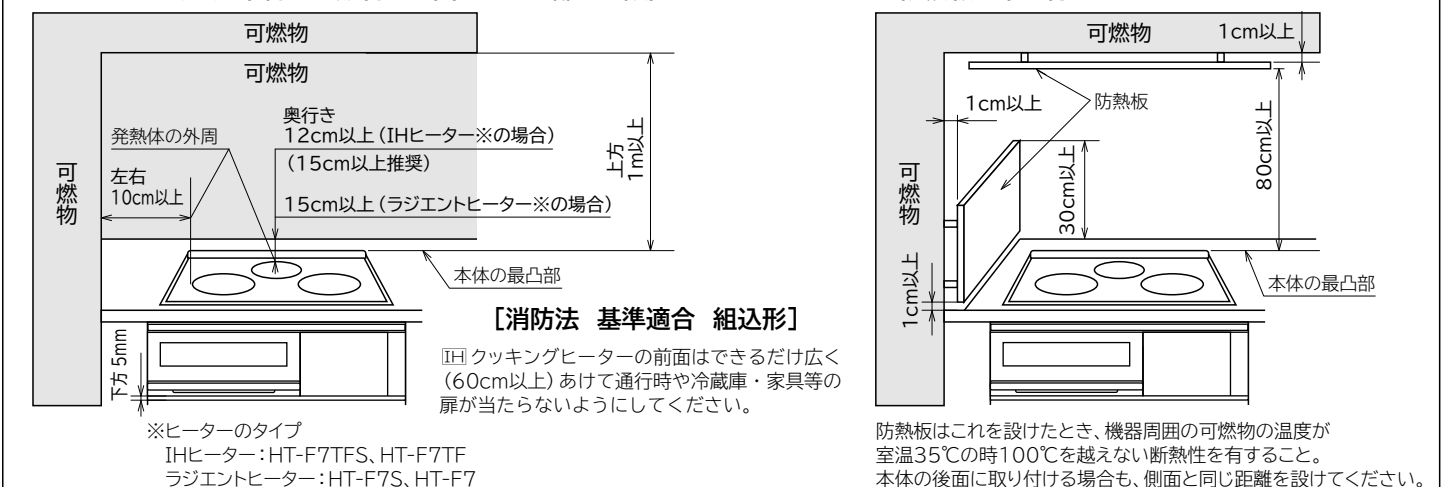 可燃物
可燃物
可燃物
発熱体の外周
奥行き
12cm以上(IHヒーター※の場合)
(15cm以上推奨)
左右
10cm以上
15cm以上(ラジエントヒーター※の場合)
上方
1m以上
本体の最凸部
[消防法 基準適合 組込形]
IHクッキングヒーターの前面はできるだけ広く
(60cm以上)あけて通行時や冷蔵庫・家具等の
扉が当たらないようにしてください。
下方 5mm
※ヒーターのタイプ
IHヒーター:HT-F7TFS、HT-F7TF
ラジエントヒーター:HT-F7S、HT-F7
可燃物
1cm以上
1cm以上
防熱板
可燃物
30cm以上
80cm以上
1cm以上
本体の最凸部
防熱板はこれを設けたとき、機器周囲の可燃物の温度が
室温35℃の時100℃を越えない断熱性を有すること。
本体の後面に取り付ける場合も、側面と同じ距離を設けてください。